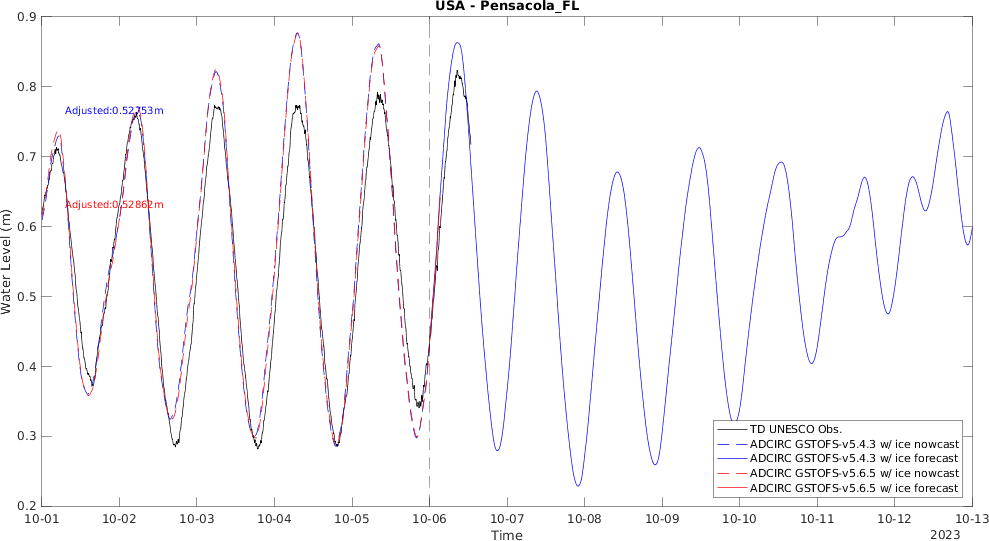 USA - Pensacola_FL
0.9
0.8
Adjusted:0.52753m
0.7
Adjusted:0.52862m
0.6
Water Level (m)
0.5
0.4
0.3
0.2
TD UNESCO Obs.
ADCIRC GSTOFS-v5.4.3 w/ ice nowcast
ADCIRC GSTOFS-v5.4.3 w/ ice forecast
ADCIRC GSTOFS-v5.6.5 w/ ice nowcast
ADCIRC GSTOFS-v5.6.5 w/ ice forecast
10-01 10-02 10-03 10-04 10-05 10-06 10-07 10-08 10-09 10-10 10-11 10-12 10-13
Time
2023